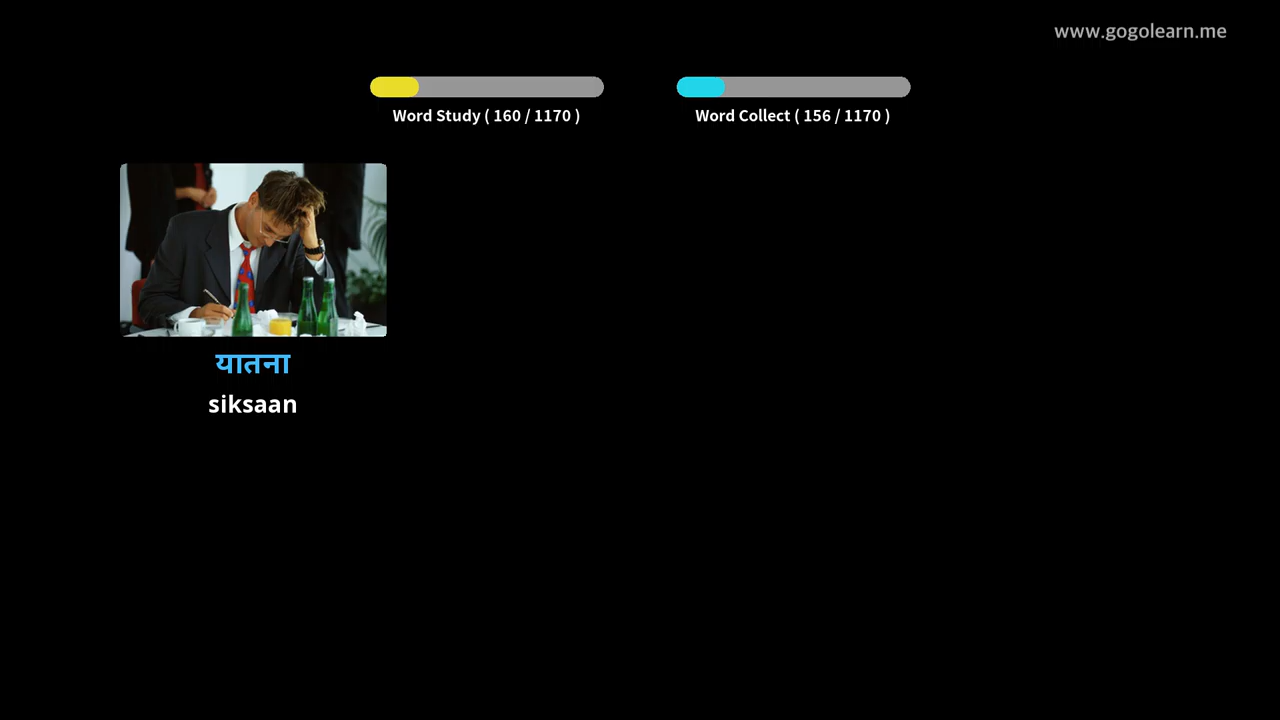 www.gogolearn.me
Word Study ( 160 / 1170 )
Word Collect ( 156 / 1170 )
यातना
siksaan